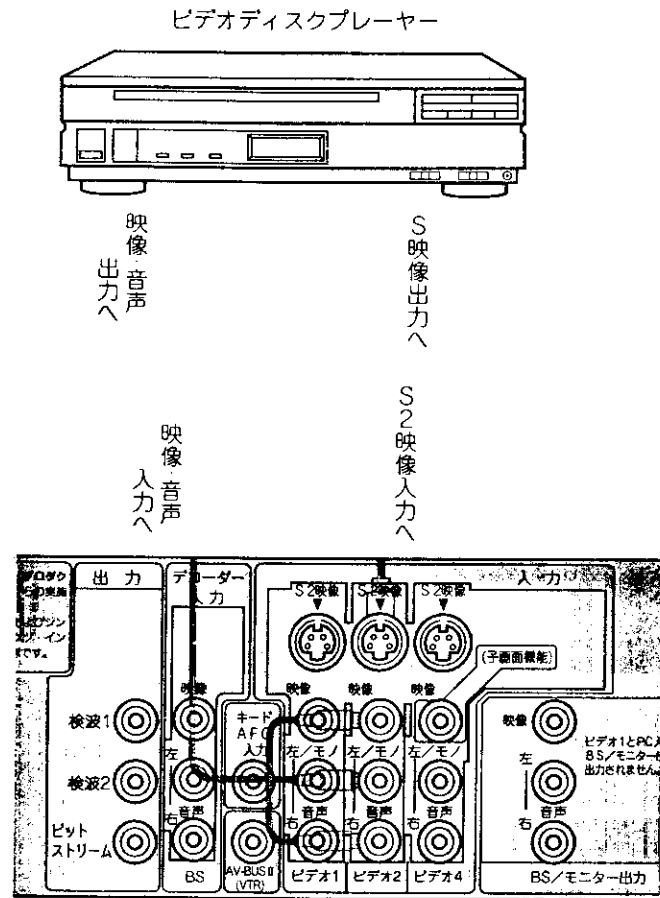 ビデオディスクプレーヤー
映像・音声
出力へ
S映像出力へ
映像・音声
入力へ
S2映像入力へ
出力
デコーダー
入力
入力
S2映像
S2映像
S2映像
(子画面機能)
映像
映像
映像
映像
映像
検波1
キード
AFC
入力
ビデオ1とPC入
BS/モニター
出力されません。
左
左/モノ
左/モノ
左/モノ
左
検波2
音声
音声
音声
音声
音声
右
右
右
右
右
ビット
ストリーム
BS
AV-BUSⅡ
(VTR)
ビデオ1
ビデオ2
ビデオ4
BS/モニター出力